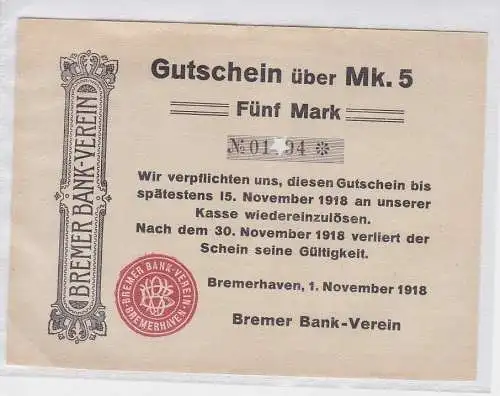 BREMER BANK-VEREIN
Gutschein über Mk. 5
Fünf Mark
Wir verpflichten uns, diesen Gutschein bis
spätestens 15. November 1918 an unserer
Kasse wiedereinzulösen.
Nach dem 30. November 1918 verliert der
Schein seine Gültigkeit.
BREMER BANK-VEREIN
BREMERHAVEN
Bremerhaven, 1. November 1918
Bremer Bank-Verein